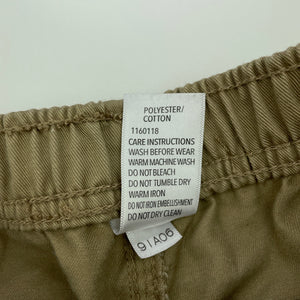 POLYESTER/
COTTON
1160118
CARE INSTRUCTIONS
WASH BEFORE WEAR
WARM MACHINE WASH
DO NOT BLEACH
DO NOT TUMBLE DRY
WARM IRON
DO NOT IRON EMBELLISHMENT
DO NOT DRY CLEAN
91A06